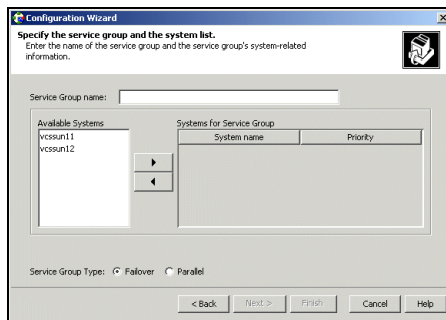 Configuration Wizard
Specify the service group and the system list.
Enter the name of the service group and the service group's system-related
information.
Service Group name:
Available Systems
Systems for Service Group
vcssun11
vcssun12
System name Priority
Service Group Type: Failover Parallel
< Back Next > Finish Cancel Help